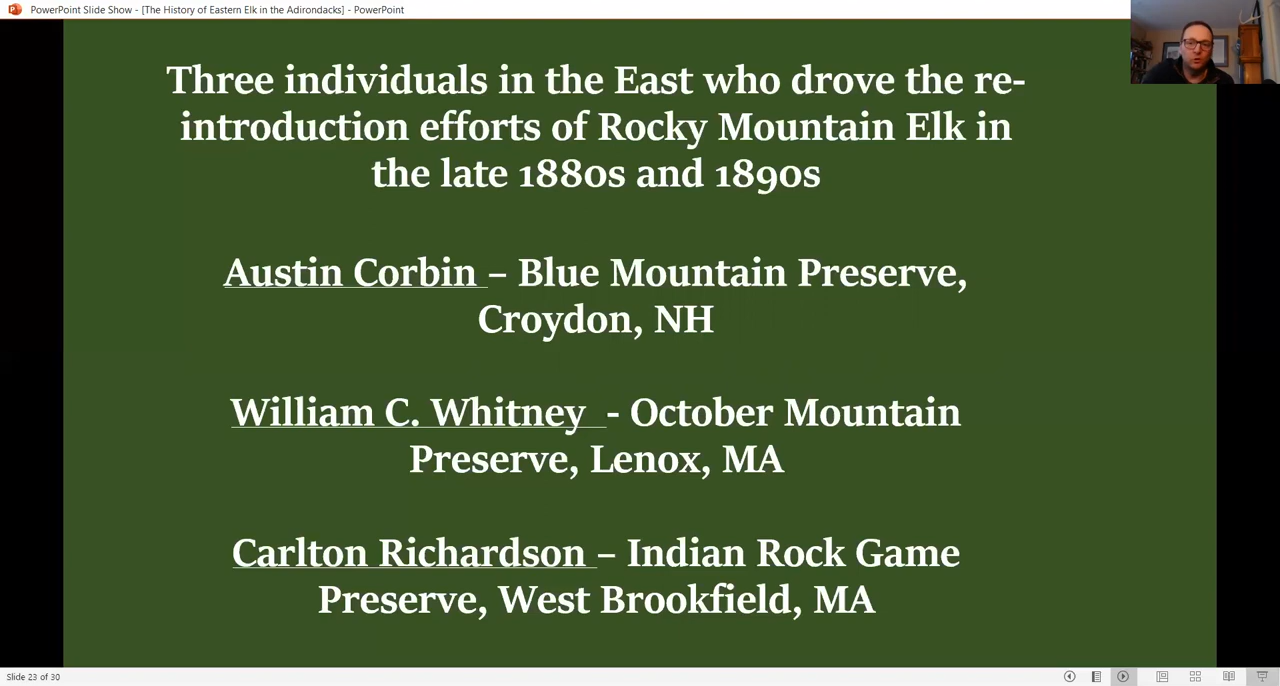 PowerPoint Slide Show - [The History of Eastern Elk in the Adirondacks] - PowerPoint
Three individuals in the East who drove the re-
introduction efforts of Rocky Mountain Elk in
the late 1880s and 1890s
Austin Corbin – Blue Mountain Preserve,
Croydon, NH
William C. Whitney - October Mountain
Preserve, Lenox, MA
Carlton Richardson – Indian Rock Game
Preserve, West Brookfield, MA
Slide 23 of 30